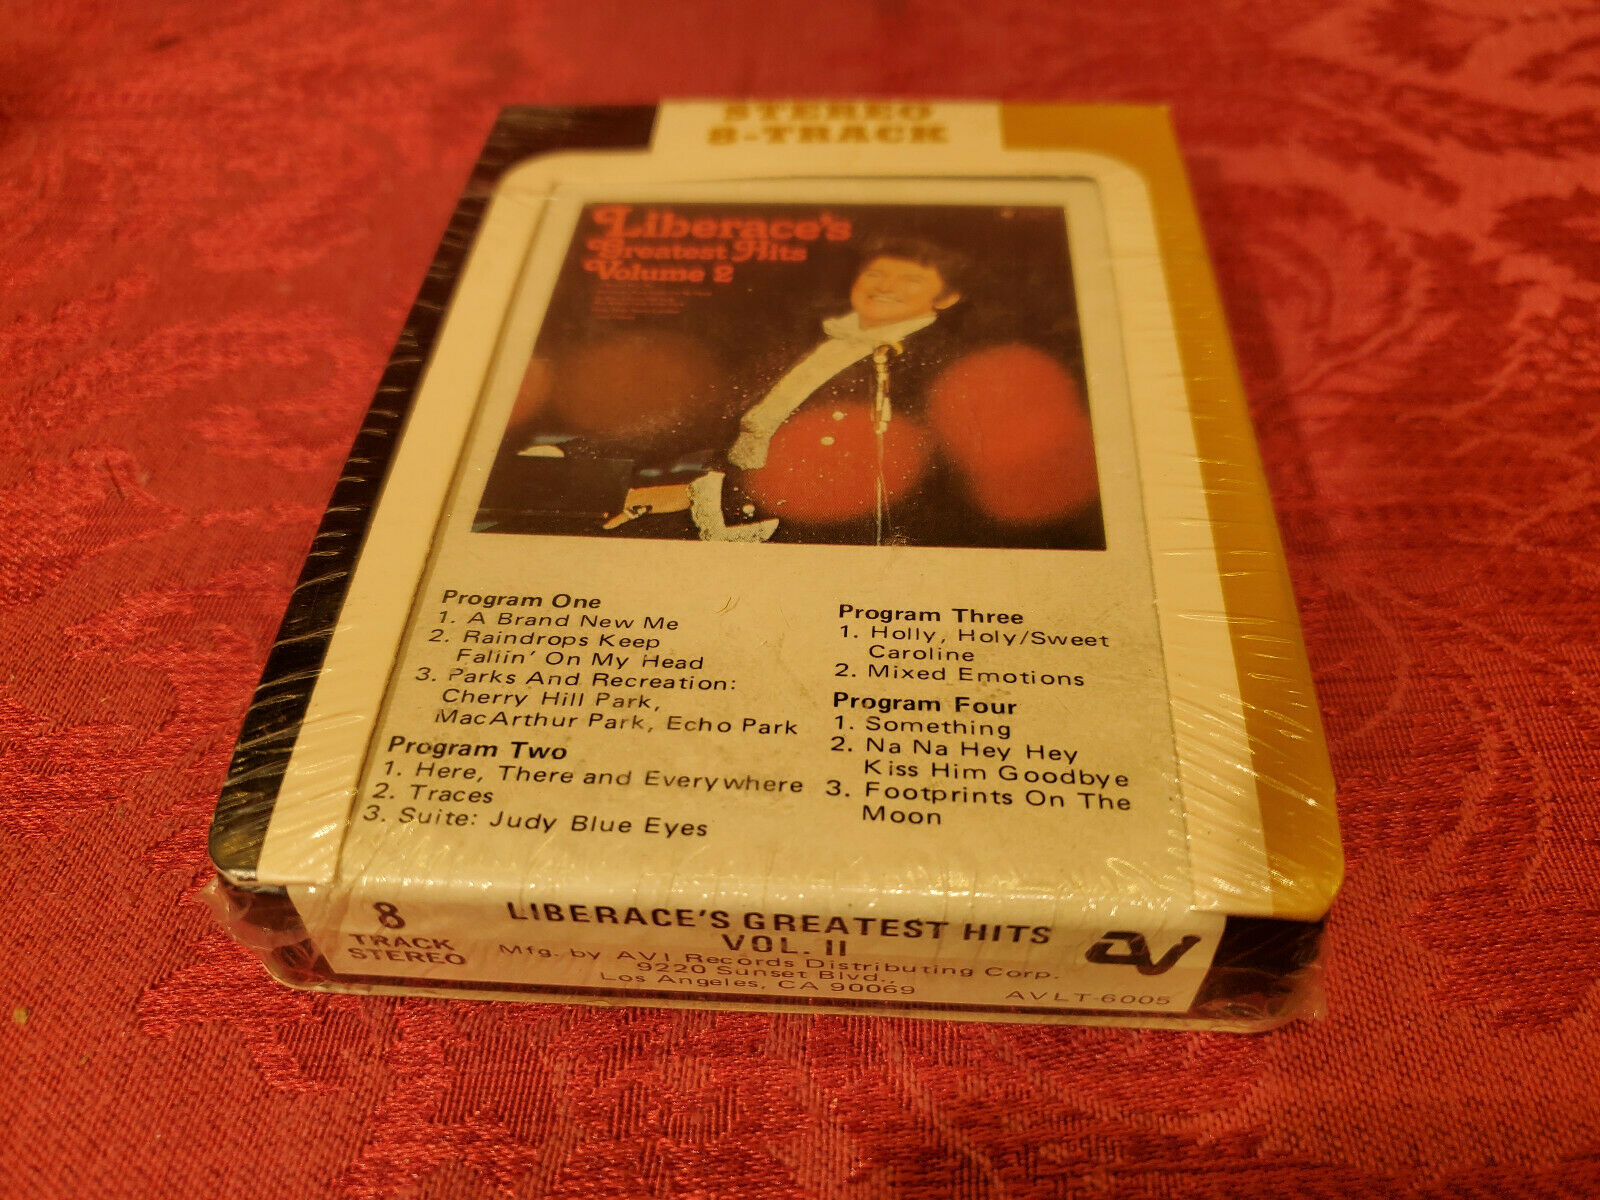 STEREO
8-TRACK
Liberace's
Greatest Hits
Volume 2
Program One
1. A Brand New Me
2. Raindrops Keep
Fallin' On My Head
3. Parks And Recreation:
Cherry Hill Park,
MacArthur Park, Echo Park
Program Two
1. Here, There and Everywhere
2. Traces
3. Suite: Judy Blue Eyes
Program Three
1. Holly, Holy/Sweet
Caroline
2. Mixed Emotions
Program Four
1. Something
2. Na Na Hey Hey
Kiss Him Goodbye
3. Footprints On The
Moon
8
TRACK
STEREO
LIBERACE'S GREATEST HITS
VOL. II
Mfg. by AVI Records Distributing Corp.
9220 Sunset Blvd.,
Los Angeles, CA 90069
AVLT-6005